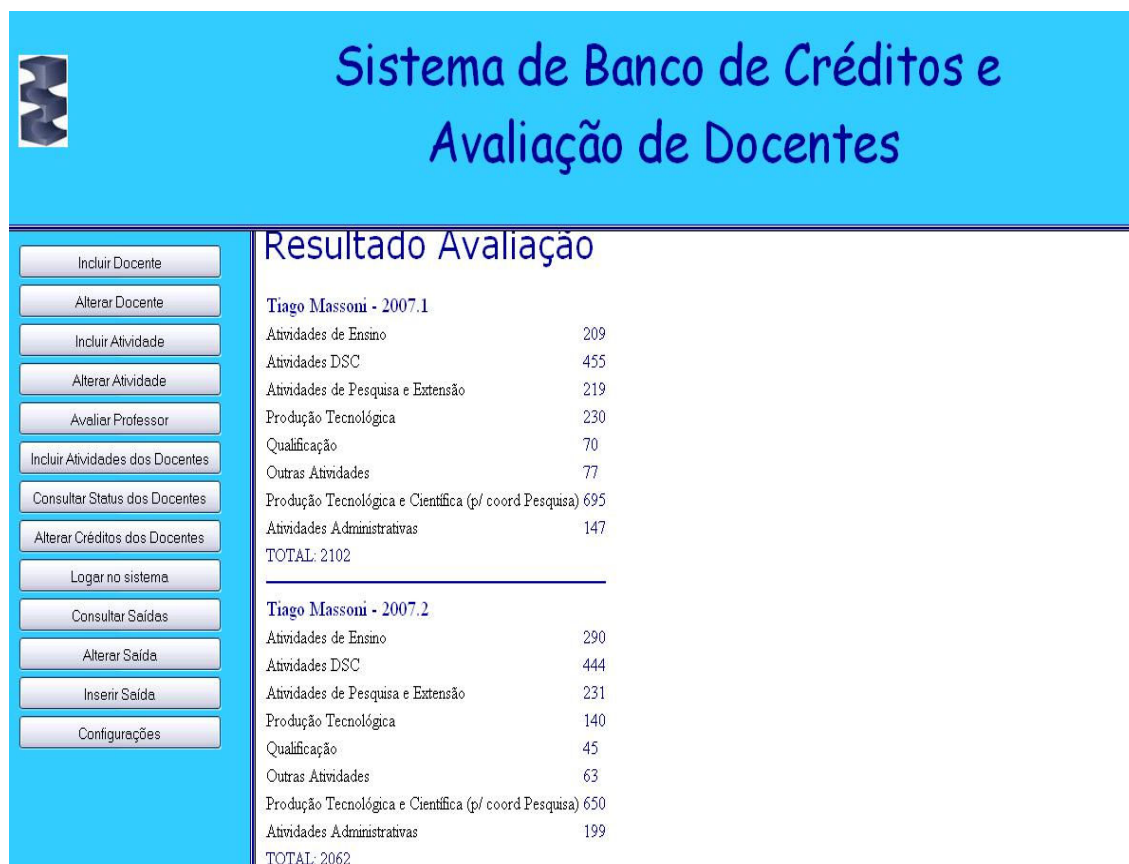 Sistema de Banco de Créditos e
Avaliação de Docentes
Incluir Docente
Alterar Docente
Incluir Atividade
Alterar Atividade
Avaliar Professor
Incluir Atividades dos Docentes
Consultar Status dos Docentes
Alterar Créditos dos Docentes
Logar no sistema
Consultar Saídas
Alterar Saída
Inserir Saída
Configurações
Resultado Avaliação
Tiago Massoni - 2007.1
Atividades de Ensino 209
Atividades DSC 455
Atividades de Pesquisa e Extensão 219
Produção Tecnológica 230
Qualificação 70
Outras Atividades 77
Produção Tecnológica e Científica (p/ coord Pesquisa) 695
Atividades Administrativas 147
TOTAL: 2102
Tiago Massoni - 2007.2
Atividades de Ensino 290
Atividades DSC 444
Atividades de Pesquisa e Extensão 231
Produção Tecnológica 140
Qualificação 45
Outras Atividades 63
Produção Tecnológica e Científica (p/ coord Pesquisa) 650
Atividades Administrativas 199
TOTAL: 2062